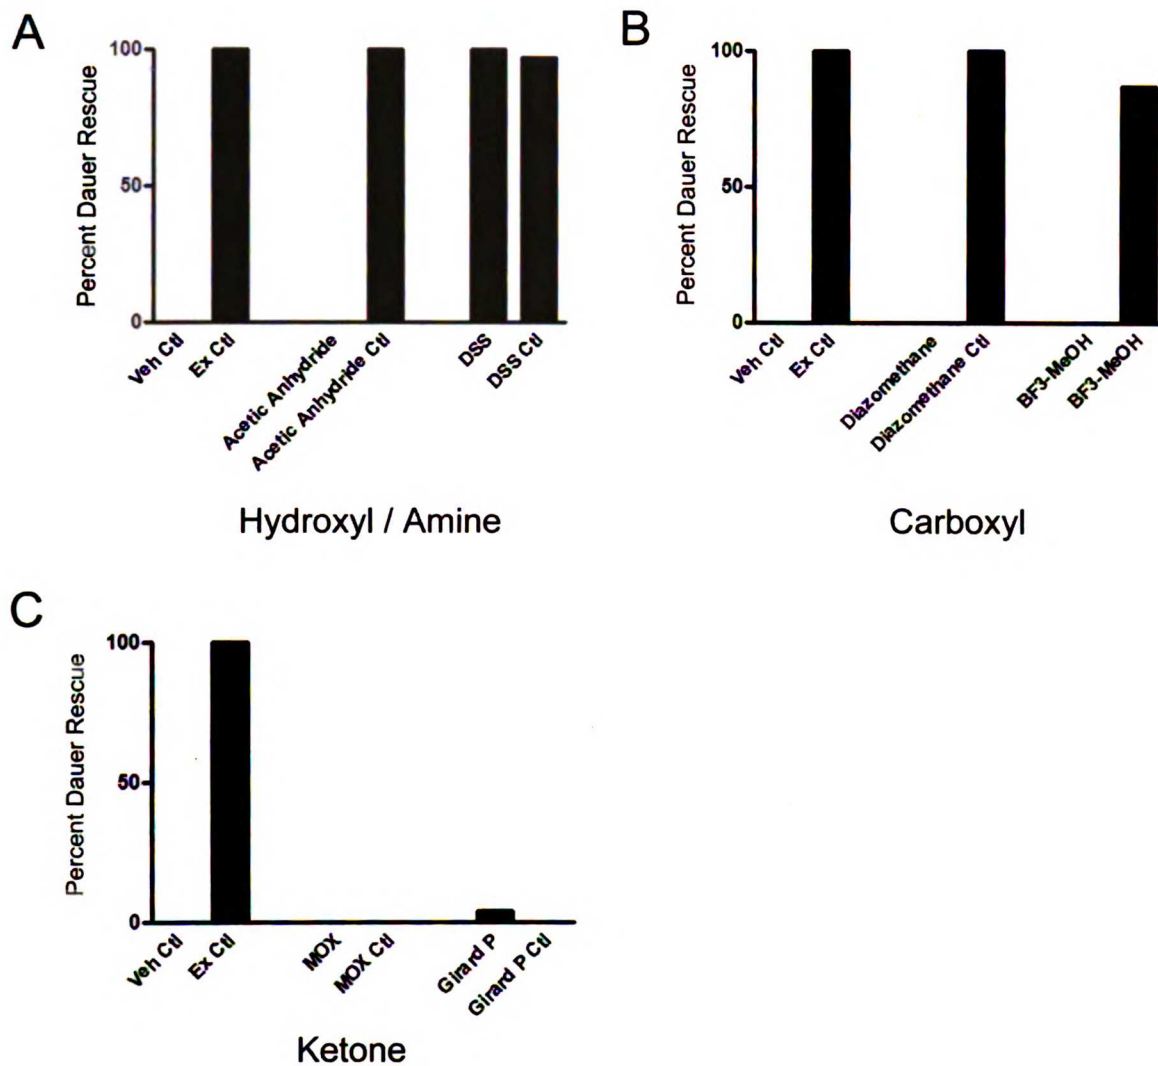 A
Percent Dauer Rescue
100
50
0
Veh Ctl
Ex Ctl
Acetic Anhydride
Acetic Anhydride Ctl
DSS
DSS Ctl
Hydroxyl / Amine
B
Percent Dauer Rescue
100
50
0
Veh Ctl
Ex Ctl
Diazomethane
Diazomethane Ctl
BF3-MeOH
BF3-MeOH
Carboxyl
C
Percent Dauer Rescue
100
50
0
Veh Ctl
Ex Ctl
MOX
MOX Ctl
Girard P
Girard P Ctl
Ketone